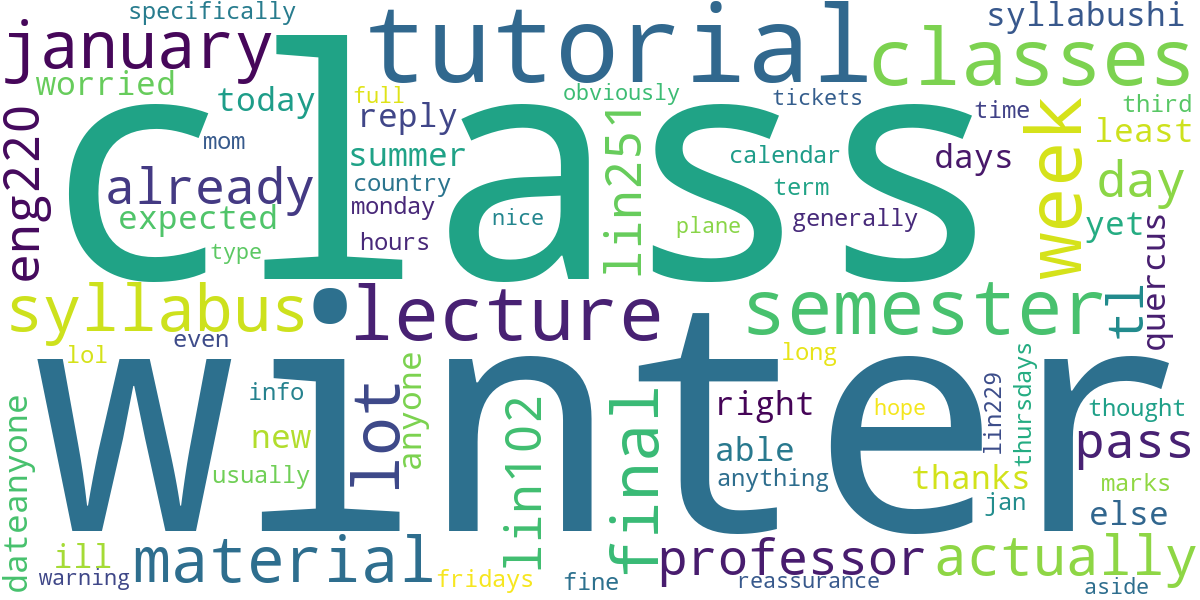 specifically
tutorial
syllabushi
january
classes
worried
today
full
obviously
tickets
time
third
reply
least
mom
class
eng220
already
summer
lin251
calendar
days
week
day
country
term
expected
monday
nice
plane
generally
yet
type
hours
quercus
syllabus
lecture
semester
tl
even
lol
winter
long
info
lot
anyone
lin102
final
right
hope
lin229
thursdays
thought
dateanyone
new
able
pass
usually
anything
thanks
marks
jan
else
ill
material
professor
actually
warning
fridays
fine
reassurance
aside